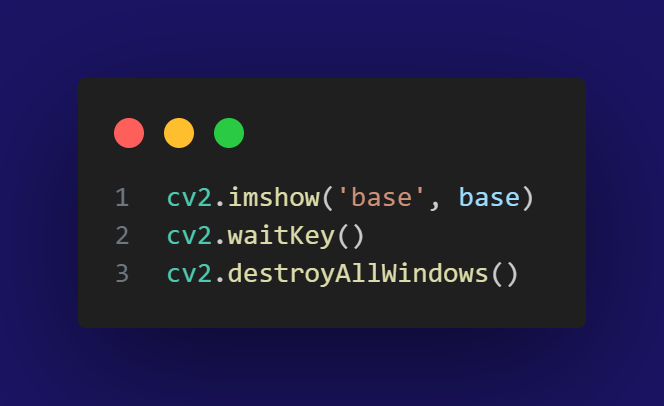 1 cv2.imshow('base', base)
2 cv2.waitKey()
3 cv2.destroyAllWindows()